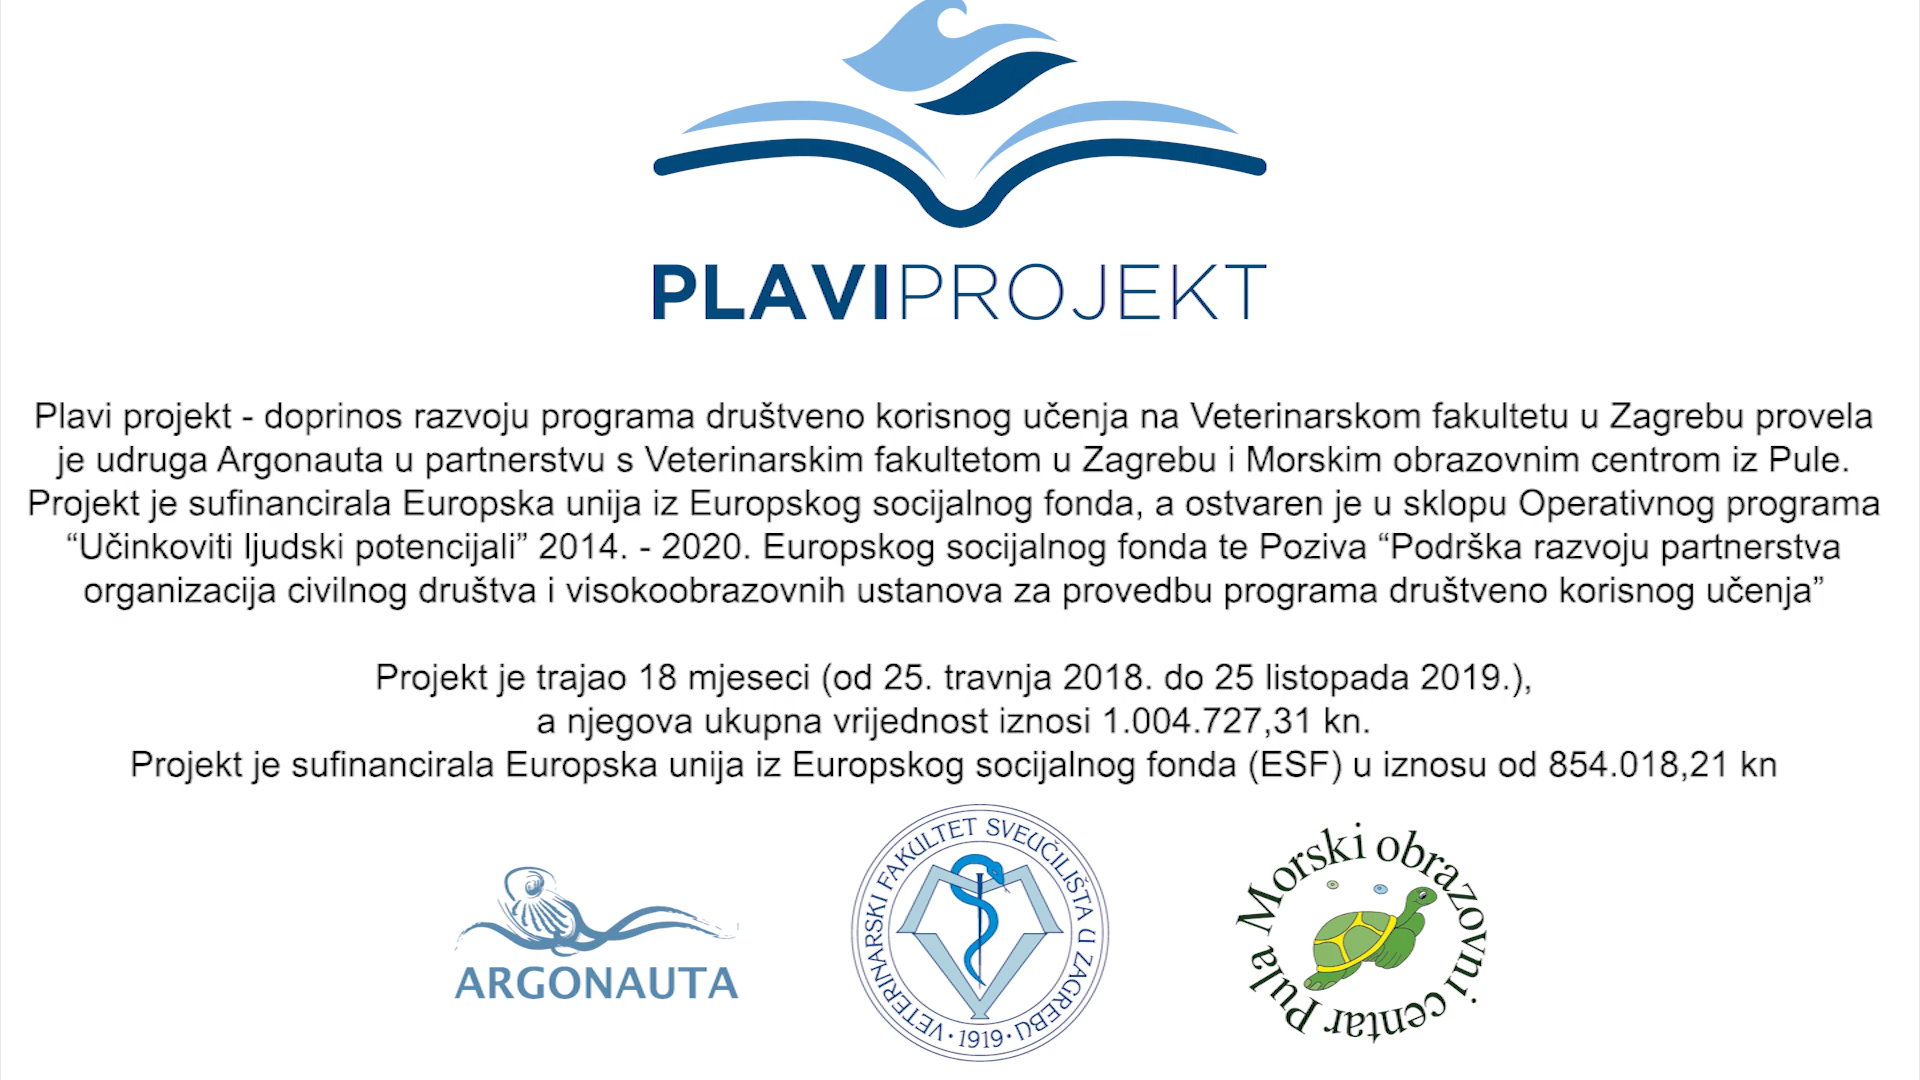 PLAVIPROJEKT
Plavi projekt - doprinos razvoju programa društveno korisnog učenja na Veterinarskom fakultetu u Zagrebu provela
je udruga Argonauta u partnerstvu s Veterinarskim fakultetom u Zagrebu i Morskim obrazovnim centrom iz Pule.
Projekt je sufinancirala Europska unija iz Europskog socijalnog fonda, a ostvaren je u sklopu Operativnog programa
“Učinkoviti ljudski potencijali” 2014. - 2020. Europskog socijalnog fonda te Poziva “Podrška razvoju partnerstva
organizacija civilnog društva i visokoobrazovnih ustanova za provedbu programa društveno korisnog učenja”
Projekt je trajao 18 mjeseci (od 25. travnja 2018. do 25 listopada 2019.),
a njegova ukupna vrijednost iznosi 1.004.727,31 kn.
Projekt je sufinancirala Europska unija iz Europskog socijalnog fonda (ESF) u iznosu od 854.018,21 kn
ARGONAUTA
VETERINARSKI FAKULTET SVEUČILIŠTA U ZAGREBU
· 1919 ·
Morski obrazovni centar Pula